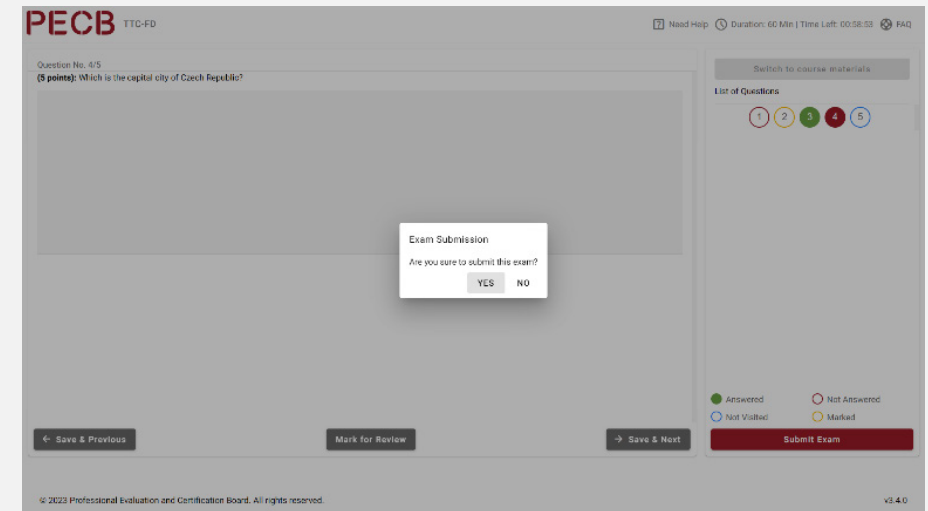 PECB TTC-FD
? Need Help Duration: 60 Min | Time Left: 00:58:53 FAQ
Question No. 4/5
(5 points): Which is the capital city of Czech Republic?
Switch to course materials
List of Questions
1 2 3 4 5
Exam Submission
Are you sure to submit this exam?
YES NO
Answered Not Answered
Not Visited Marked
← Save & Previous Mark for Review → Save & Next Submit Exam
© 2023 Professional Evaluation and Certification Board. All rights reserved. v3.4.0